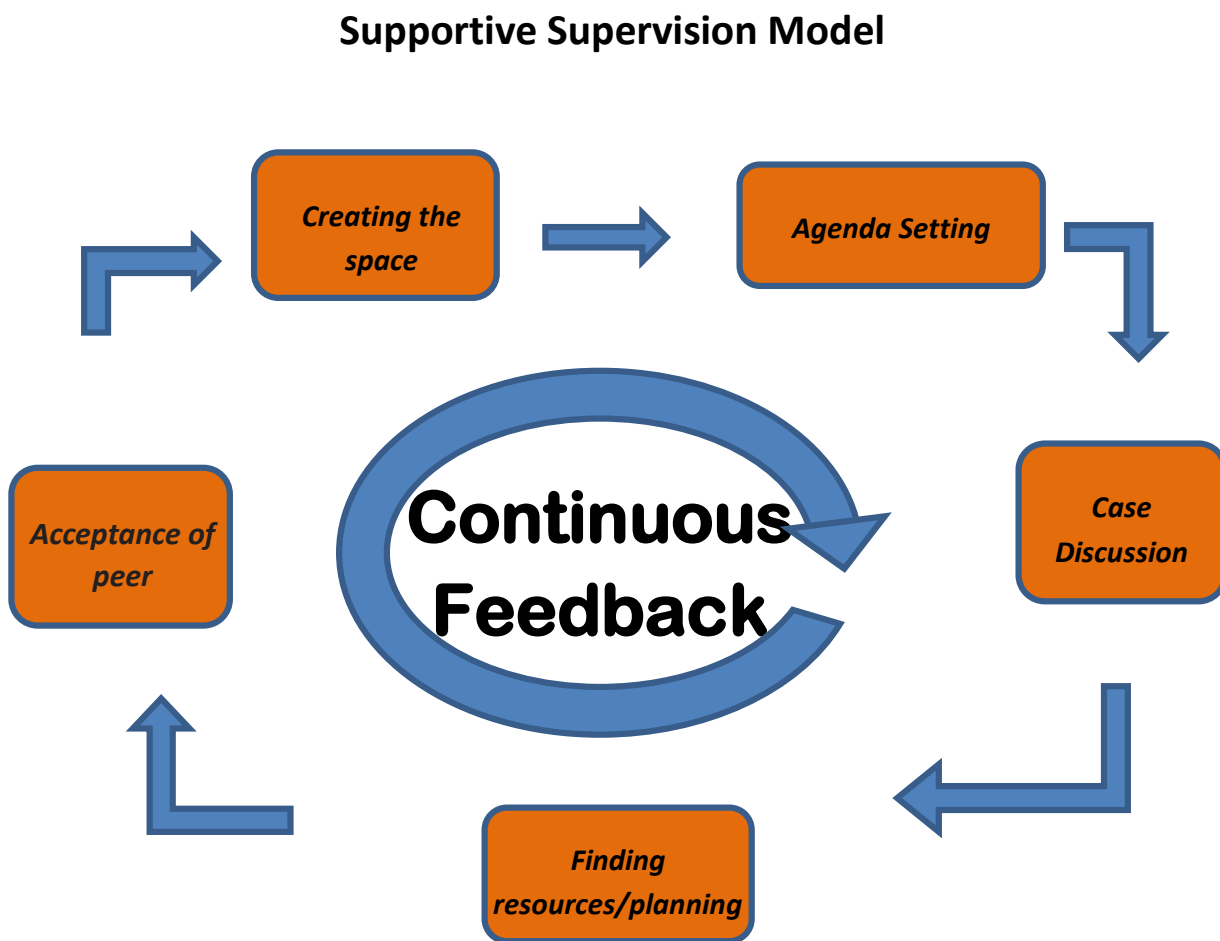 Supportive Supervision Model
Creating the
space
Agenda Setting
Case
Discussion
Continuous
Feedback
Acceptance of
peer
Finding
resources/planning